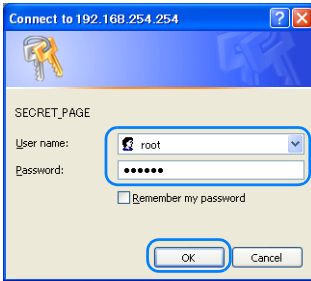 Connect to 192.168.254.254
SECRET_PAGE
User name: root
Password: ••••••
Remember my password
OK Cancel